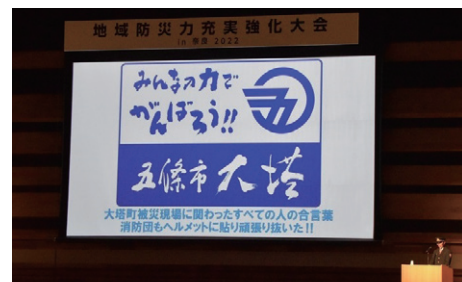 地域防災力充実強化大会
in 奈良 2022
みんなの力で
がんばろう!!
五條市大塔
大塔町被災現場に関わったすべての人の合言葉
消防団もヘルメットに貼り頑張り抜いた!!